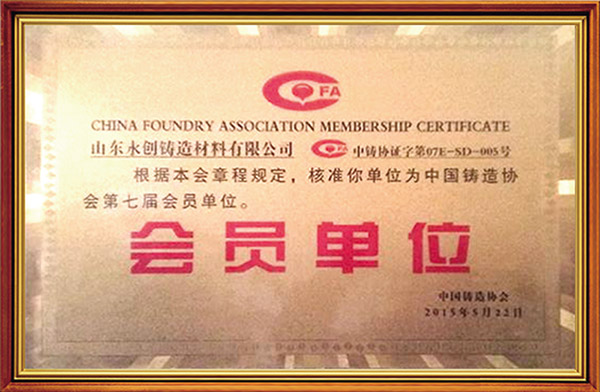 CFA
CHINA FOUNDRY ASSOCIATION MEMBERSHIP CERTIFICATE
山东永创铸造材料有限公司 CFA 中铸协证字第07E-SD-005号
根据本会章程规定，核准你单位为中国铸造协
会第七届会员单位。
会员单位
中国铸造协会
2015年5月22日